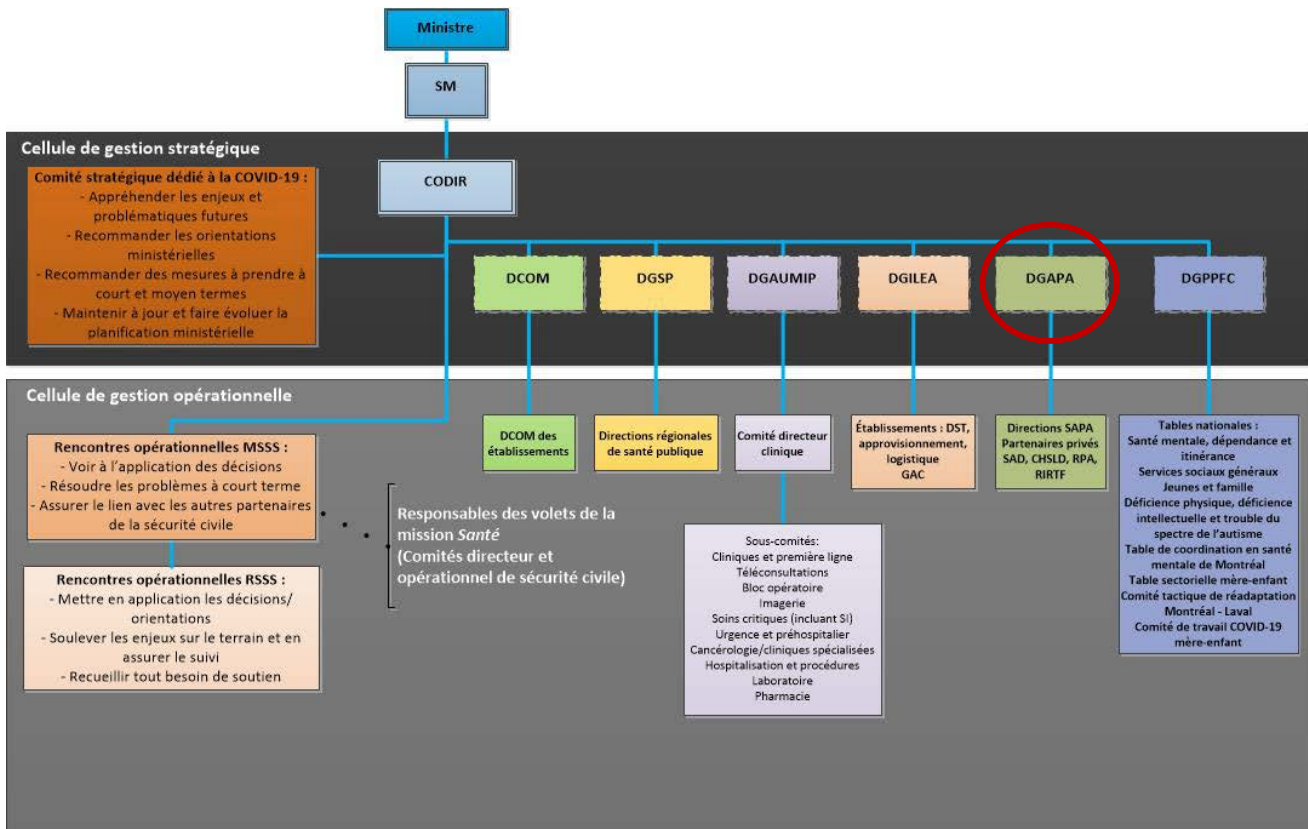 Ministre
SM
Cellule de gestion stratégique
Comité stratégique dédié à la COVID-19 :
- Appréhender les enjeux et
problématiques futures
- Recommander les orientations
ministérielles
- Recommander des mesures à prendre à
court et moyen termes
- Maintenir à jour et faire évoluer la
planification ministérielle
CODIR
DCOM
DGSP
DGAUMIP
DGILEA
DGAPA
DGPPFC
Cellule de gestion opérationnelle
Rencontres opérationnelles MSSS :
- Voir à l'application des décisions
- Résoudre les problèmes à court terme
- Assurer le lien avec les autres partenaires
de la sécurité civile
Rencontres opérationnelles RSSS :
- Mettre en application les décisions/
orientations
- Soulever les enjeux sur le terrain et en
assurer le suivi
- Recueillir tout besoin de soutien
Responsables des volets de la
mission Santé
(Comités directeur et
opérationnel de sécurité civile)
DCOM des
établissements
Directions régionales
de santé publique
Comité directeur
clinique
Sous-comités:
Cliniques et première ligne
Téléconsultations
Bloc opératoire
Imagerie
Soins critiques (incluant SI)
Urgence et préhospitalier
Cancérologie/cliniques spécialisées
Hospitalisation et procédures
Laboratoire
Pharmacie
Établissements : DST,
approvisionnement,
logistique
GAC
Directions SAPA
Partenaires privés
SAD, CHSLD, RPA,
RIRTF
Tables nationales :
Santé mentale, dépendance et
itinérance
Services sociaux généraux
Jeunes et famille
Déficience physique, déficience
intellectuelle et trouble du
spectre de l'autisme
Table de coordination en santé
mentale de Montréal
Table sectorielle mère-enfant
Comité tactique de réadaptation
Montréal - Laval
Comité de travail COVID-19
mère-enfant